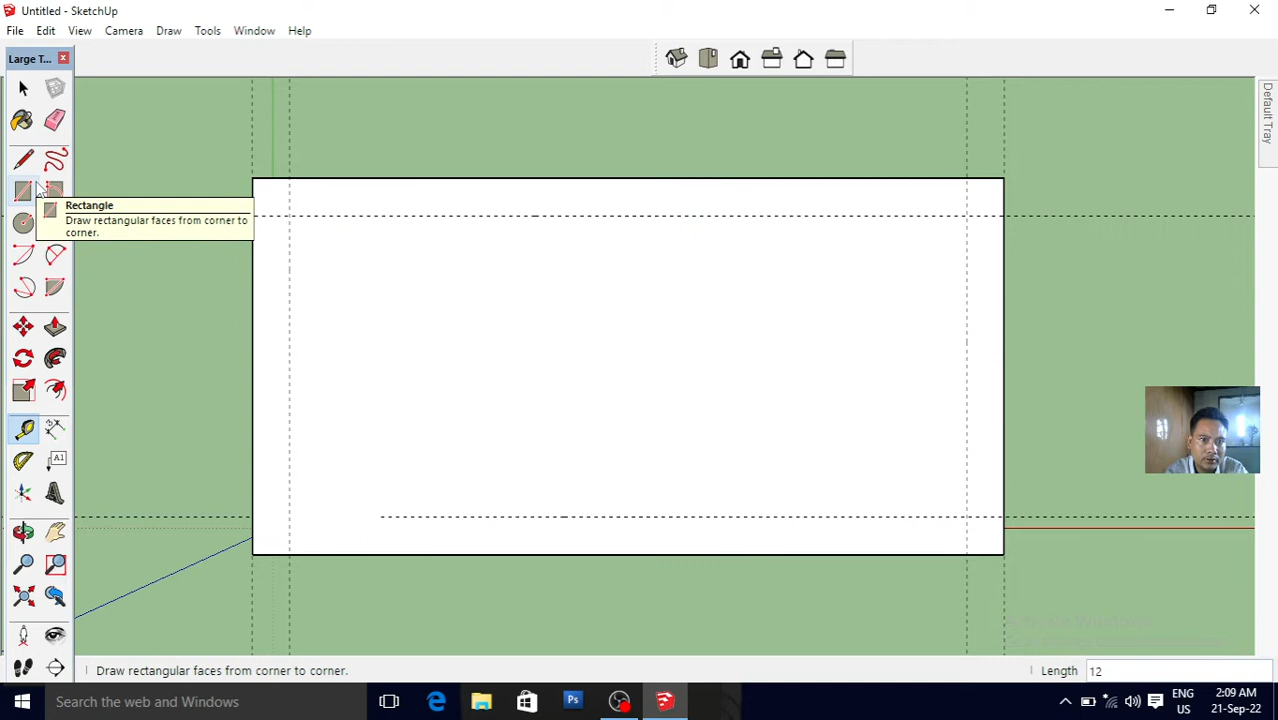 Untitled - SketchUp
File Edit View Camera Draw Tools Window Help
Large T...
Default Tray
Rectangle
Draw rectangular faces from corner to
corner.
A1
Draw rectangular faces from corner to corner.
Length 12
Search the web and Windows
Ps
ENG
US
2:09 AM
21-Sep-22